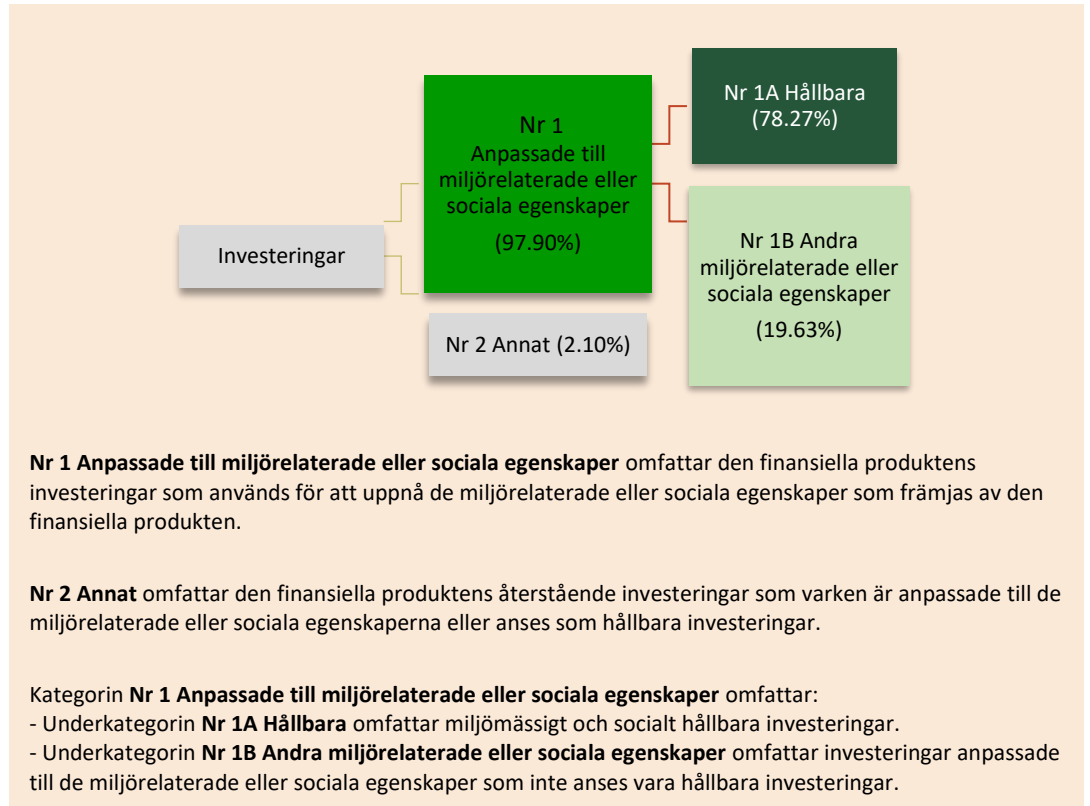 Investeringar
Nr 1
Anpassade till
miljörelaterade eller
sociala egenskaper
(97.90%)
Nr 2 Annat (2.10%)
Nr 1A Hållbara
(78.27%)
Nr 1B Andra
miljörelaterade eller
sociala egenskaper
(19.63%)
Nr 1 Anpassade till miljörelaterade eller sociala egenskaper omfattar den finansiella produktens
investeringar som används för att uppnå de miljörelaterade eller sociala egenskaper som främjas av den
finansiella produkten.
Nr 2 Annat omfattar den finansiella produktens återstående investeringar som varken är anpassade till de
miljörelaterade eller sociala egenskaperna eller anses som hållbara investeringar.
Kategorin Nr 1 Anpassade till miljörelaterade eller sociala egenskaper omfattar:
- Underkategorin Nr 1A Hållbara omfattar miljömässigt och socialt hållbara investeringar.
- Underkategorin Nr 1B Andra miljörelaterade eller sociala egenskaper omfattar investeringar anpassade
till de miljörelaterade eller sociala egenskaper som inte anses vara hållbara investeringar.